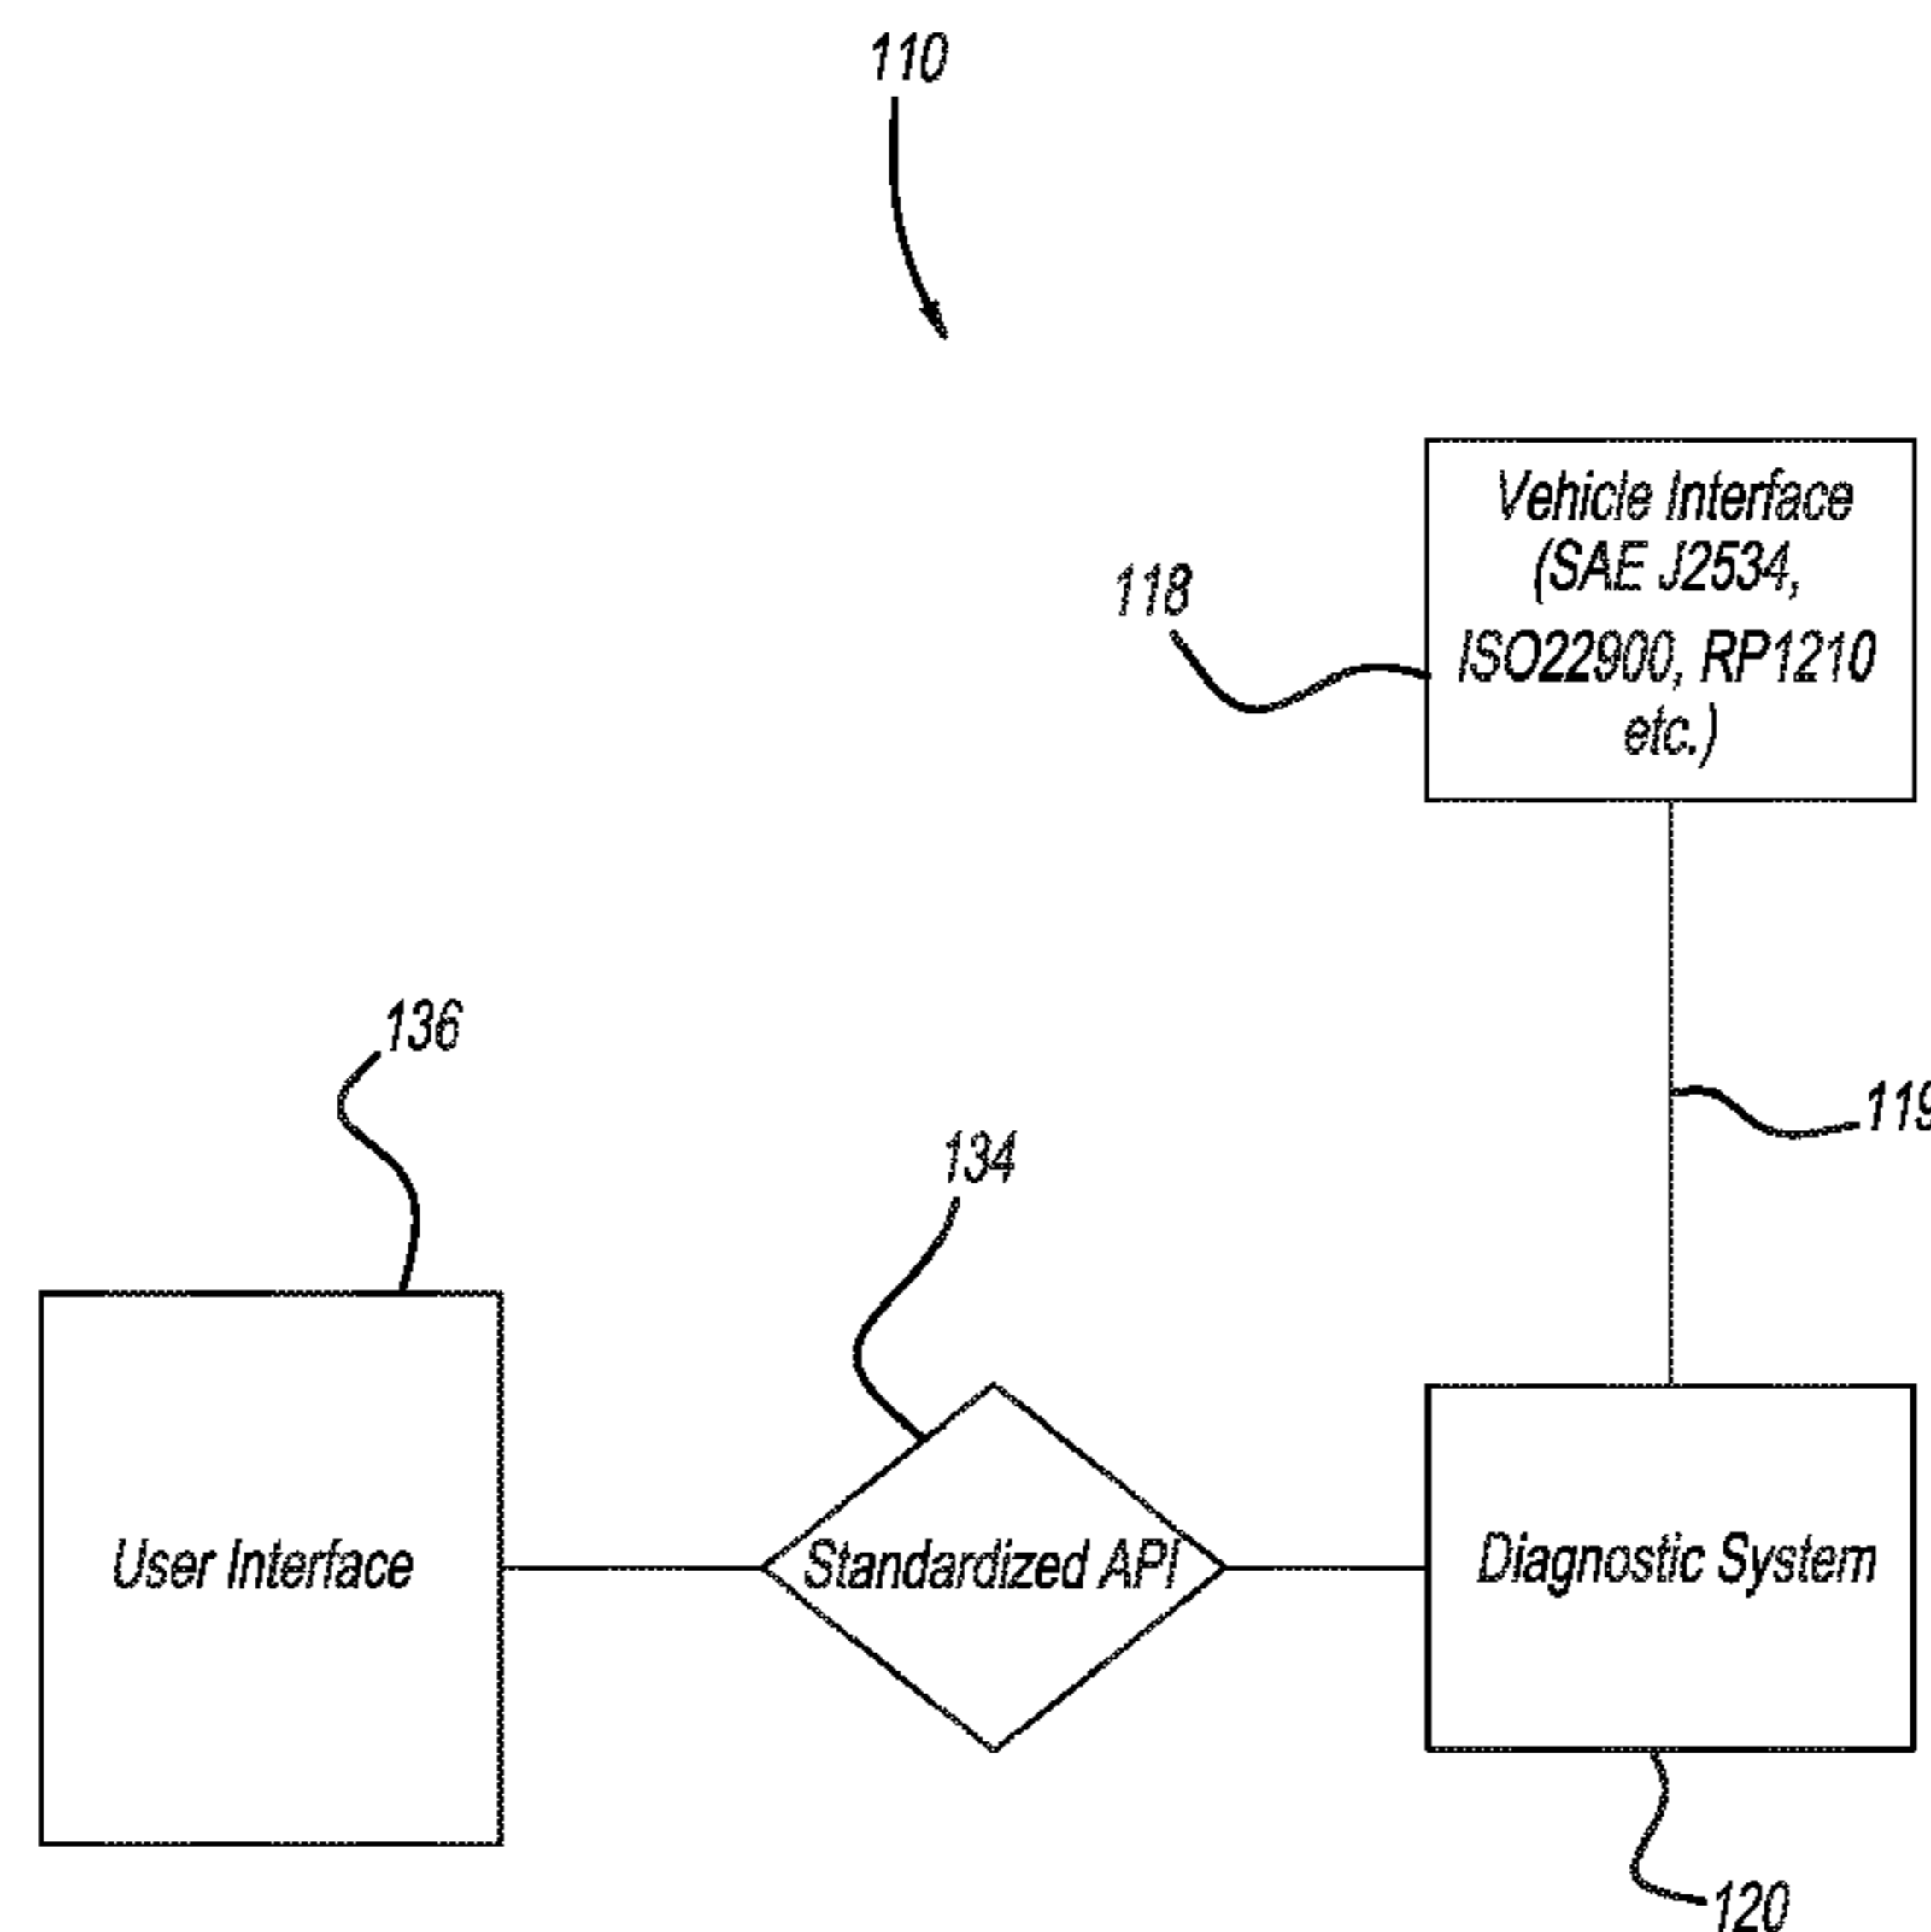 110
Vehicle Interface
(SAE J2534,
ISO22900, RP1210
etc.)
118
136
119
134
User Interface
Standardized API
Diagnostic System
120